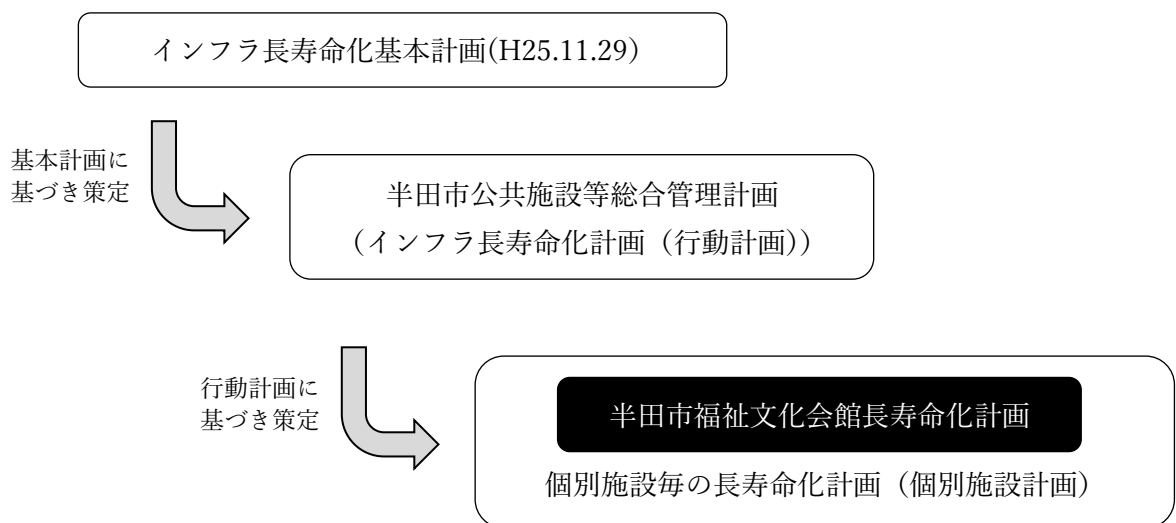 インフラ長寿命化基本計画(H25.11.29)
基本計画に
基づき策定
半田市公共施設等総合管理計画
（インフラ長寿命化計画（行動計画））
行動計画に
基づき策定
半田市福祉文化会館長寿命化計画
個別施設毎の長寿命化計画（個別施設計画）